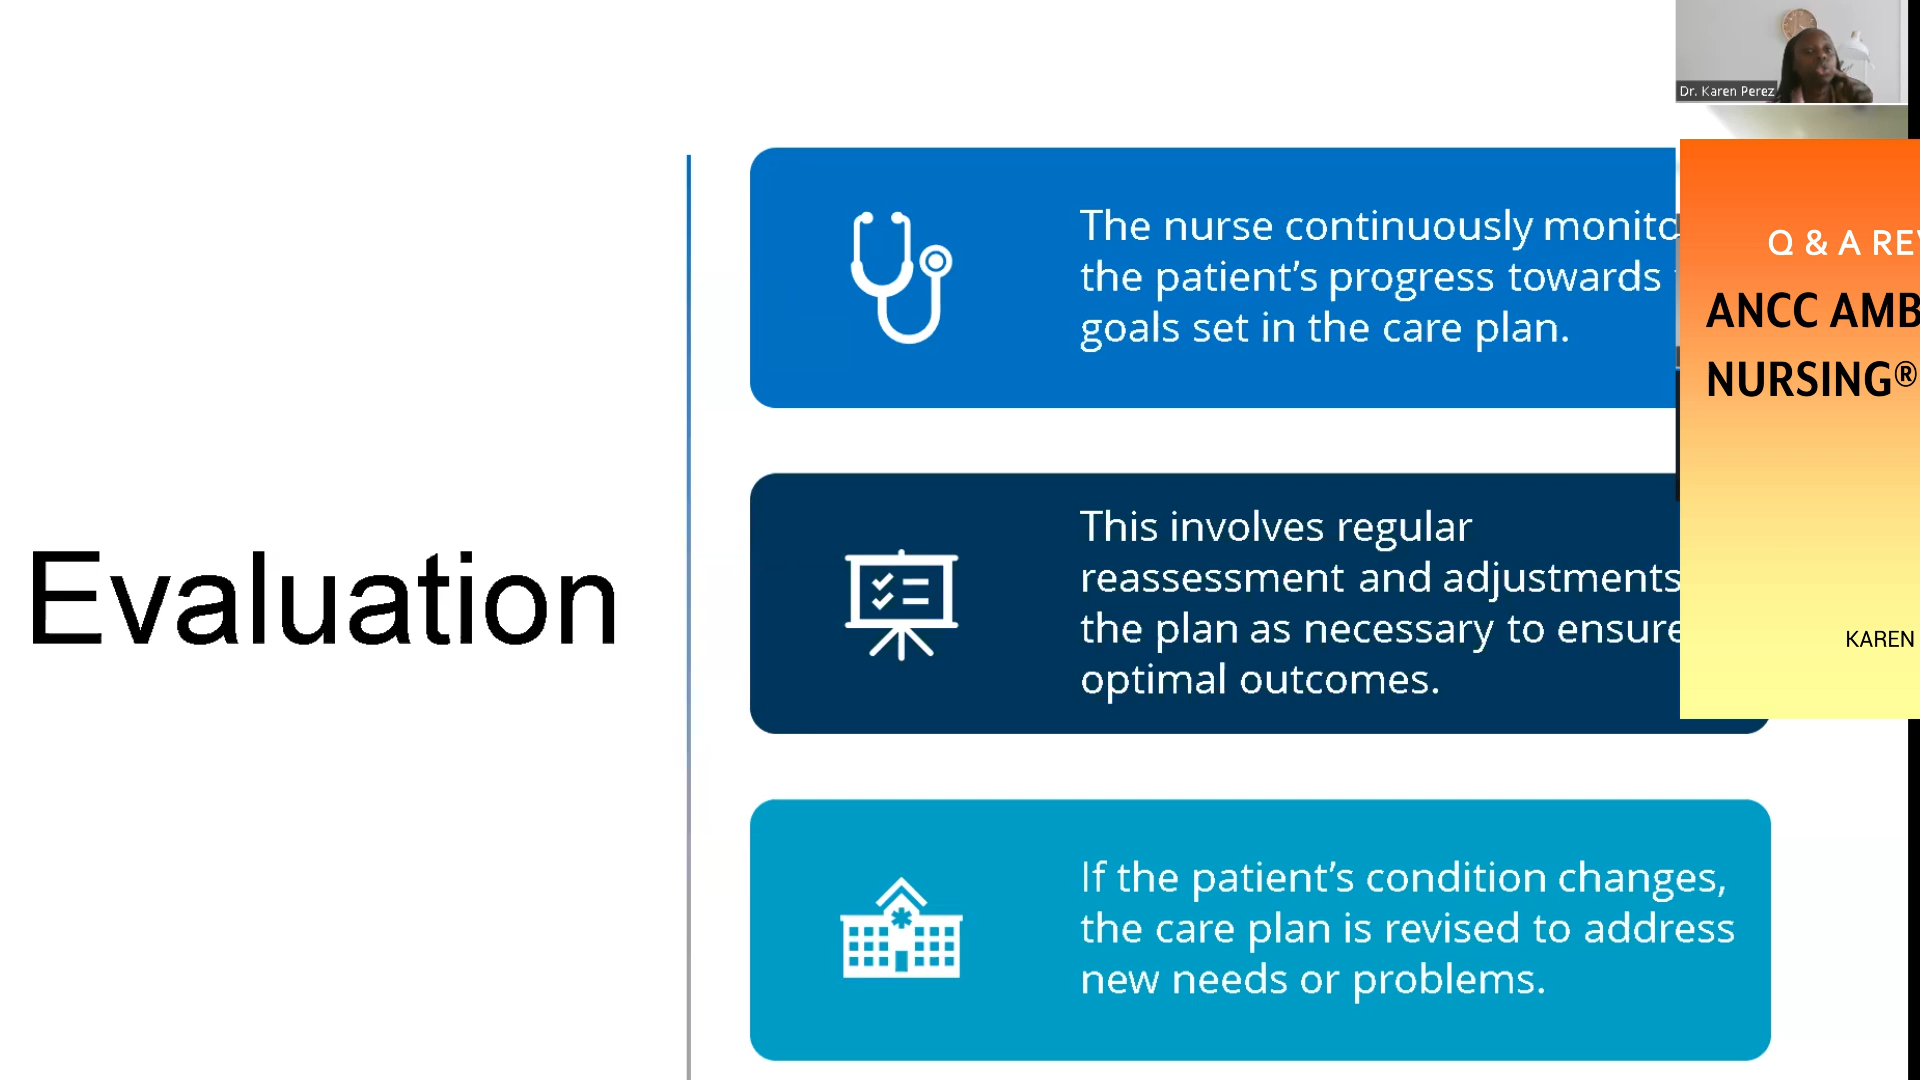 Evaluation
The nurse continuously monito
the patient's progress towards
goals set in the care plan.
This involves regular
reassessment and adjustments
the plan as necessary to ensure
optimal outcomes.
If the patient's condition changes,
the care plan is revised to address
new needs or problems.
Dr. Karen Perez
Q & A RE
ANCC AMB
NURSING®
KAREN